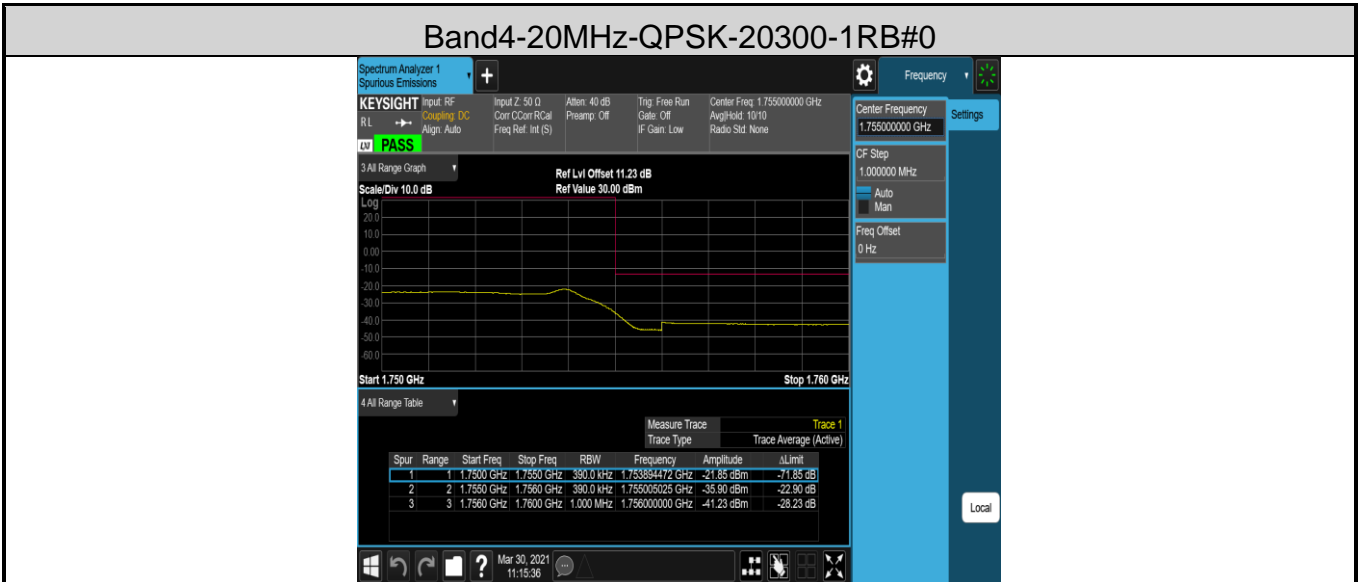 Band4-20MHz-QPSK-20300-1RB#0
Spectrum Analyzer 1
Spurious Emissions
+
Frequency
KEYSIGHT
RL
Input: RF
Coupling: DC
Align: Auto
Input Z: 50 Ω
Corr CCorr RCal
Freq Ref: Int (S)
Atten: 40 dB
Preamp: Off
Trig: Free Run
Gate: Off
IF Gain: Low
Center Freq: 1.755000000 GHz
Avg|Hold: 10/10
Radio Std: None
LXI PASS
Center Frequency
1.755000000 GHz
Settings
CF Step
1.000000 MHz
Auto
Man
Freq Offset
0 Hz
3 All Range Graph
Ref Lvl Offset 11.23 dB
Scale/Div 10.0 dB Ref Value 30.00 dBm
Log
20.0
10.0
0.00
-10.0
-20.0
-30.0
-40.0
-50.0
-60.0
Start 1.750 GHz Stop 1.760 GHz
4 All Range Table
Measure Trace Trace 1
Trace Type Trace Average (Active)
Spur Range Start Freq Stop Freq RBW Frequency Amplitude ΔLimit
1 1 1.7500 GHz 1.7550 GHz 390.0 kHz 1.753894472 GHz -21.85 dBm -71.85 dB
2 2 1.7550 GHz 1.7560 GHz 390.0 kHz 1.755005025 GHz -35.90 dBm -22.90 dB
3 3 1.7560 GHz 1.7600 GHz 1.000 MHz 1.756000000 GHz -41.23 dBm -28.23 dB
Local
?
Mar 30, 2021
11:15:36